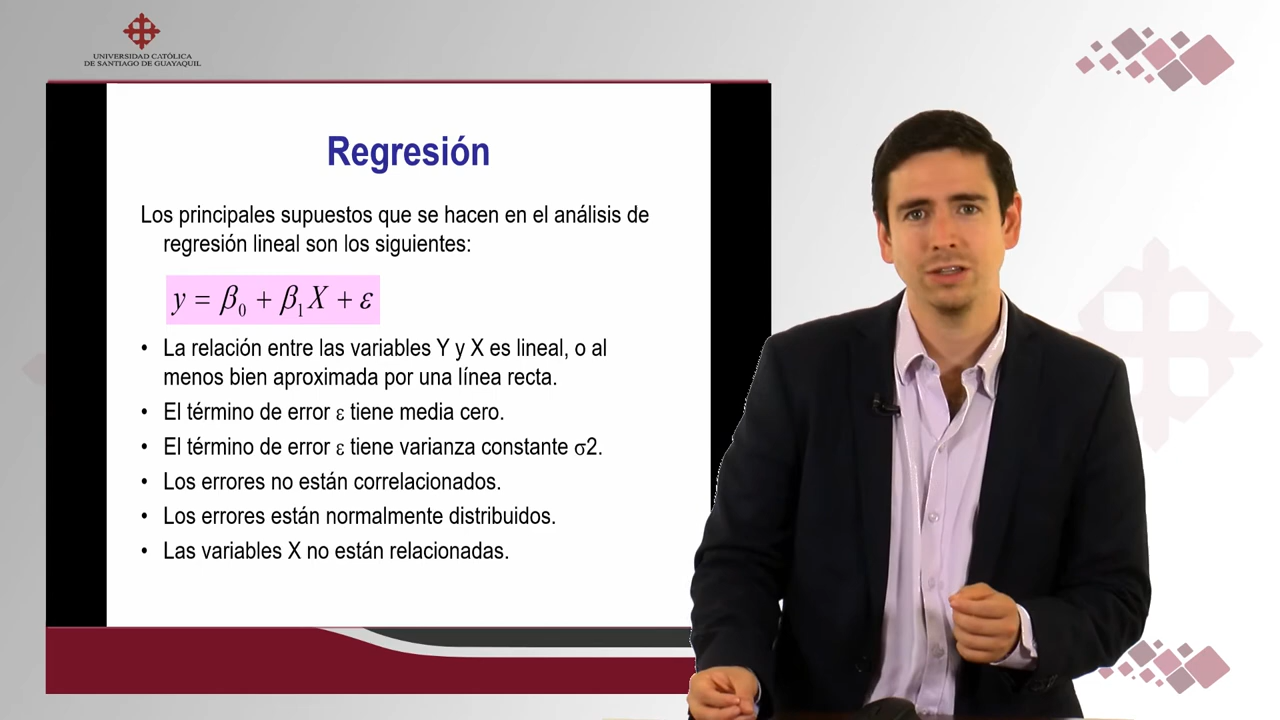 UNIVERSIDAD CATÓLICA
DE SANTIAGO DE GUAYAQUIL
Regresión
Los principales supuestos que se hacen en el análisis de
regresión lineal son los siguientes:
y = β₀ + β₁X + ε
• La relación entre las variables Y y X es lineal, o al
menos bien aproximada por una línea recta.
• El término de error ε tiene media cero.
• El término de error ε tiene varianza constante σ2.
• Los errores no están correlacionados.
• Los errores están normalmente distribuidos.
• Las variables X no están relacionadas.